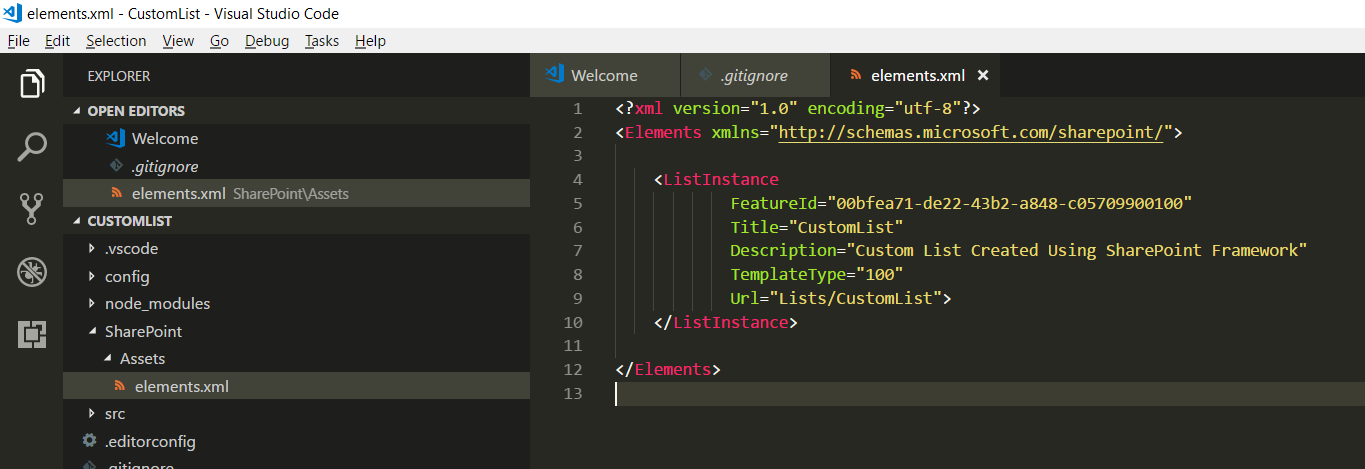 elements.xml - CustomList - Visual Studio Code
File Edit Selection View Go Debug Tasks Help
EXPLORER
OPEN EDITORS
Welcome
.gitignore
elements.xml SharePoint\Assets
CUSTOMLIST
.vscode
config
node_modules
SharePoint
Assets
elements.xml
src
.editorconfig
.gitignore
Welcome .gitignore elements.xml ×
1 <?xml version="1.0" encoding="utf-8"?>
2 <Elements xmlns="http://schemas.microsoft.com/sharepoint/">
3
4 <ListInstance
5 FeatureId="00bfea71-de22-43b2-a848-c05709900100"
6 Title="CustomList"
7 Description="Custom List Created Using SharePoint Framework"
8 TemplateType="100"
9 Url="Lists/CustomList">
10 </ListInstance>
11
12 </Elements>
13